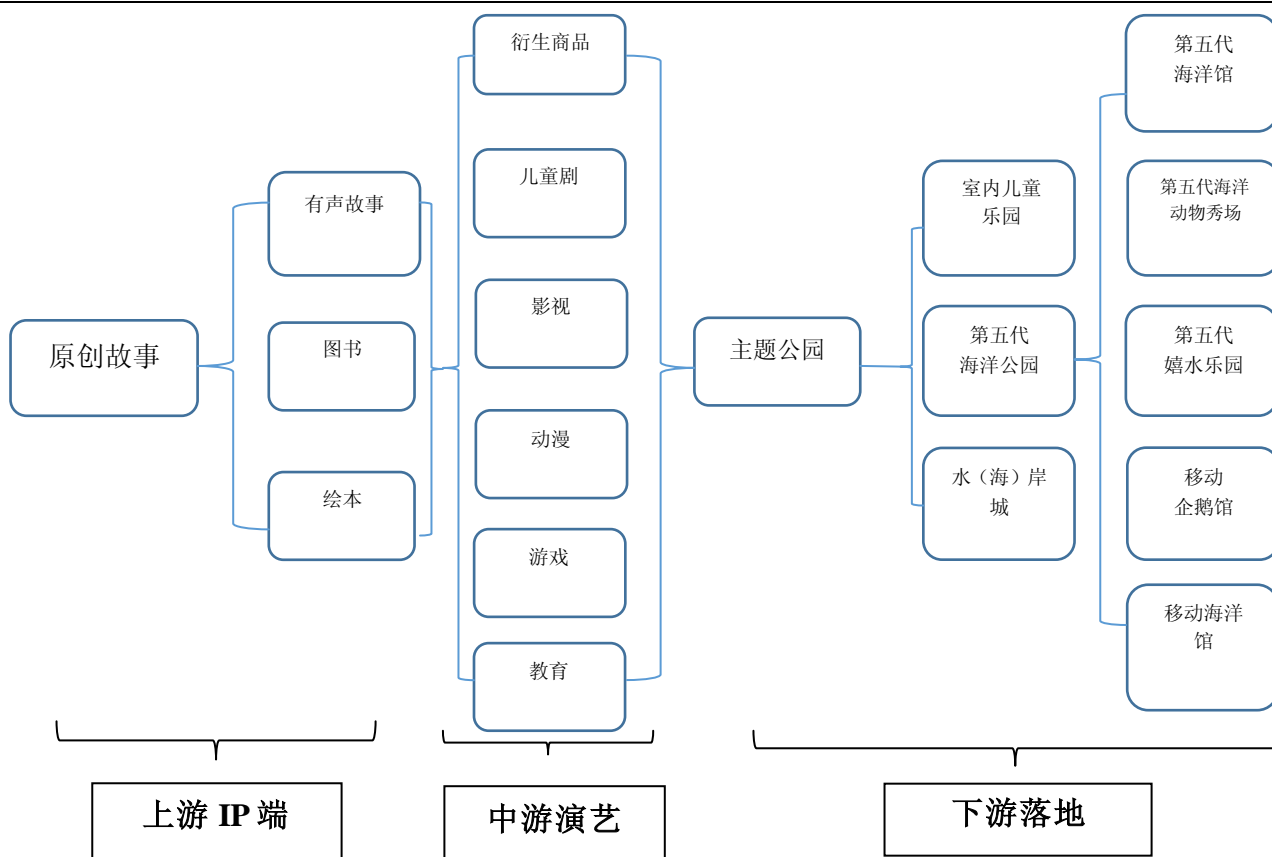 原创故事
有声故事
图书
绘本
衍生商品
儿童剧
影视
动漫
游戏
教育
主题公园
室内儿童
乐园
第五代
海洋公园
水（海）岸
城
第五代
海洋馆
第五代海洋
动物秀场
第五代
嬉水乐园
移动
企鹅馆
移动海洋
馆
上游 IP 端
中游演艺
下游落地